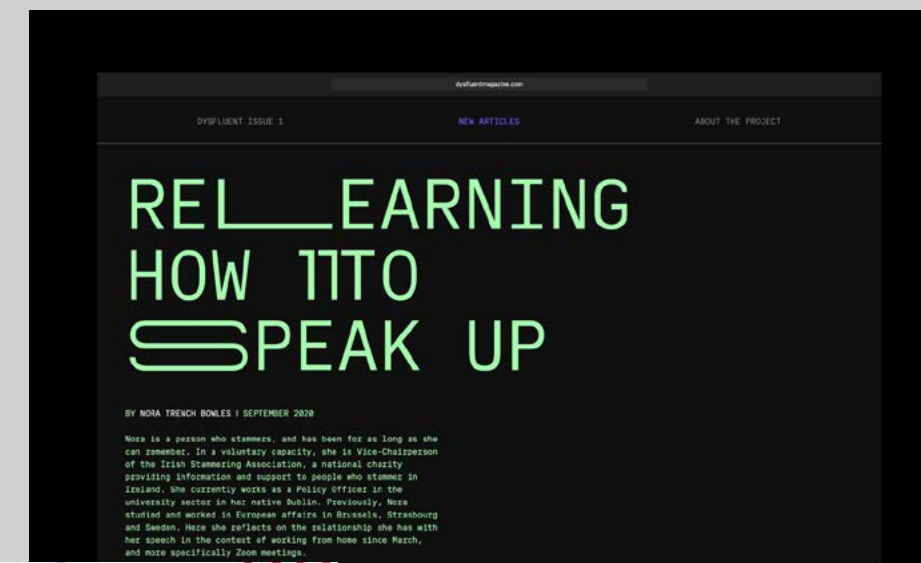 dysfluentmagazine.com
DYSFLUENT ISSUE 1 NEW ARTICLES ABOUT THE PROJECT
RELEARNING
HOW TTTO
SPEAK UP
BY NORA TRENCH BOWLES | SEPTEMBER 2020
Nora is a person who stammers, and has been for as long as she
can remember. In a voluntary capacity, she is Vice-Chairperson
of the Irish Stammering Association, a national charity
providing information and support to people who stammer in
Ireland. She currently works as a Policy Officer in the
university sector in her native Dublin. Previously, Nora
studied and worked in European affairs in Brussels, Strasbourg
and Sweden. Here she reflects on the relationship she has with
her speech in the context of working from home since March,
and more specifically Zoom meetings.